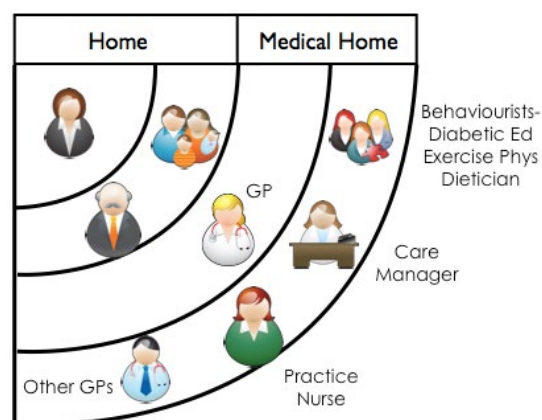 Home
Medical Home
Behaviourists-
Diabetic Ed
Exercise Phys
Dietician
GP
Care
Manager
Practice
Nurse
Other GPs